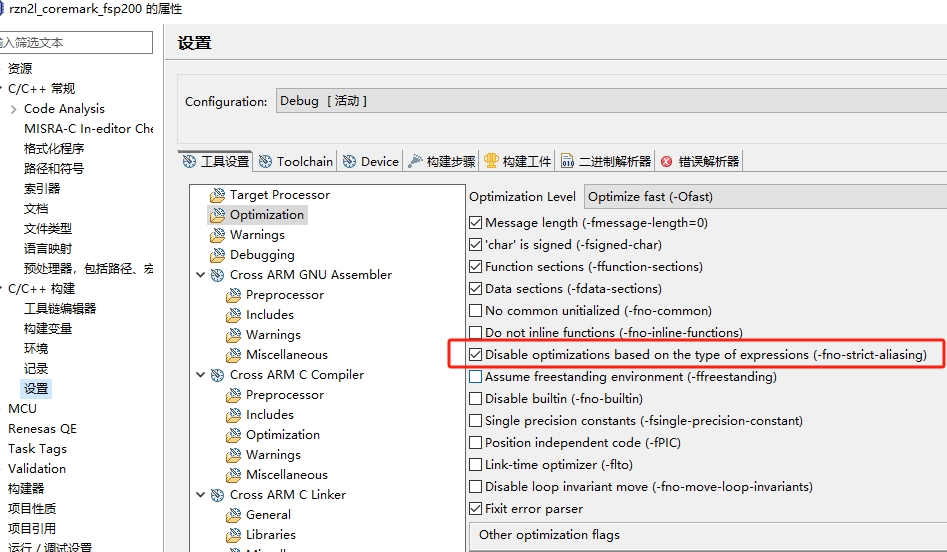 rzn2l_coremark_fsp200 的属性
输入筛选文本
资源
C/C++ 常规
Code Analysis
MISRA-C In-editor Che
格式化程序
路径和符号
索引器
文档
文件类型
语言映射
预处理器，包括路径、宏
C/C++ 构建
工具链编辑器
构建变量
环境
记录
设置
MCU
Renesas QE
Task Tags
Validation
构建器
项目性质
项目引用
运行 / 调试设置
设置
Configuration: Debug [ 活动 ]
工具设置 Toolchain Device 构建步骤 构建工件 二进制解析器 错误解析器
Target Processor
Optimization
Warnings
Debugging
Cross ARM GNU Assembler
Preprocessor
Includes
Warnings
Miscellaneous
Cross ARM C Compiler
Preprocessor
Includes
Optimization
Warnings
Miscellaneous
Cross ARM C Linker
General
Libraries
Optimization Level Optimize fast (-Ofast)
Message length (-fmessage-length=0)
'char' is signed (-fsigned-char)
Function sections (-ffunction-sections)
Data sections (-fdata-sections)
No common unitialized (-fno-common)
Do not inline functions (-fno-inline-functions)
Disable optimizations based on the type of expressions (-fno-strict-aliasing)
Assume freestanding environment (-ffreestanding)
Disable builtin (-fno-builtin)
Single precision constants (-fsingle-precision-constant)
Position independent code (-fPIC)
Link-time optimizer (-flto)
Disable loop invariant move (-fno-move-loop-invariants)
Fixit error parser
Other optimization flags